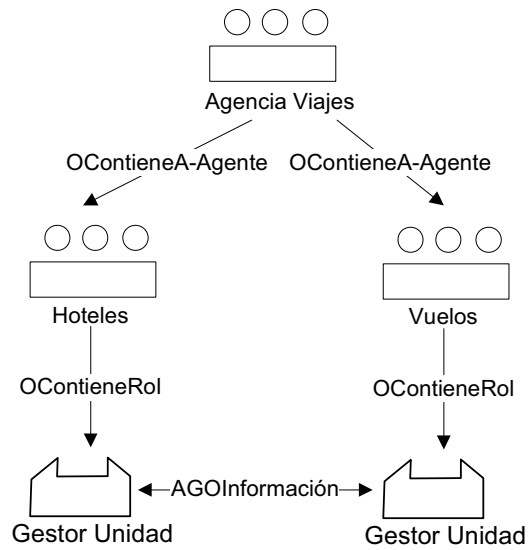 Agencia Viajes
OContieneA-Agente OContieneA-Agente
Hoteles Vuelos
OContieneRol OContieneRol
AGOInformación
Gestor Unidad Gestor Unidad